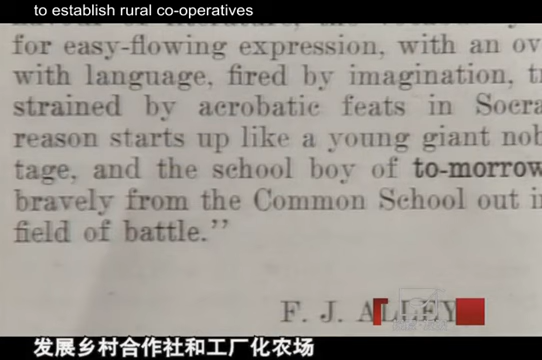 to establish rural co-operatives
for easy-flowing expression, with an
with language, fired by imagination,
strained by acrobatic feats in
reason starts up like a young giant
tage, and the school boy of to-morrow
bravely from the Common School out
field of battle.”
F. J. ALLEY
发展乡村合作社和工厂化农场